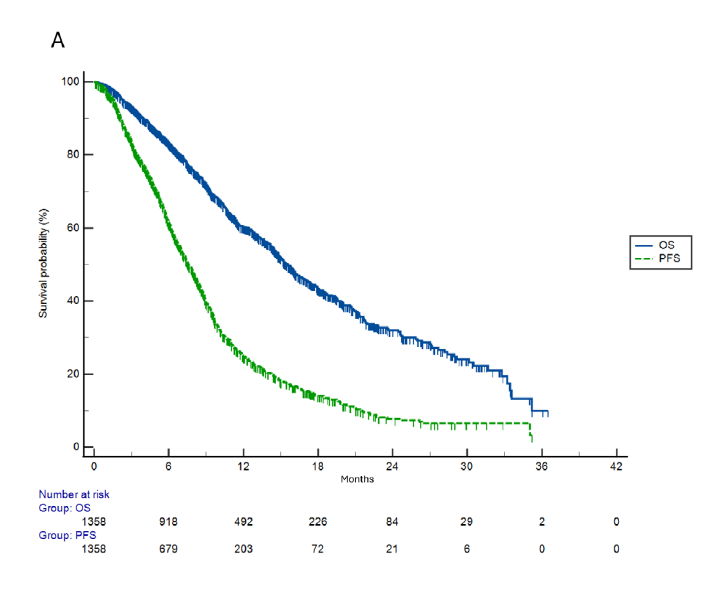 A
100
80
60
40
20
0
Survival probability (%)
OS
PFS
0 6 12 18 24 30 36 42
Months
Number at risk
Group: OS
1358 918 492 226 84 29 2 0
Group: PFS
1358 679 203 72 21 6 0 0